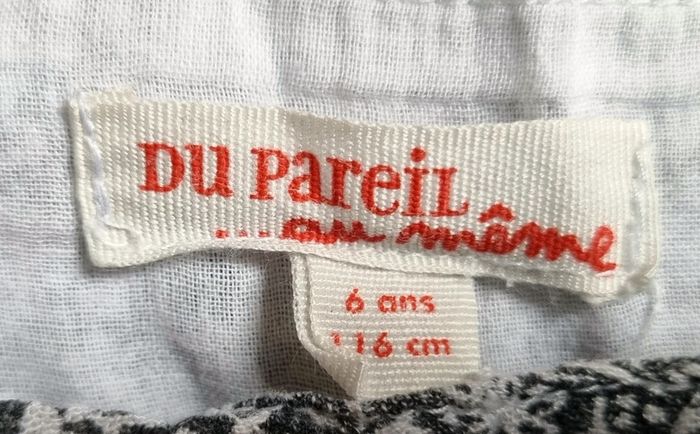 DU PAREIL
...au même
6 ans
116 cm